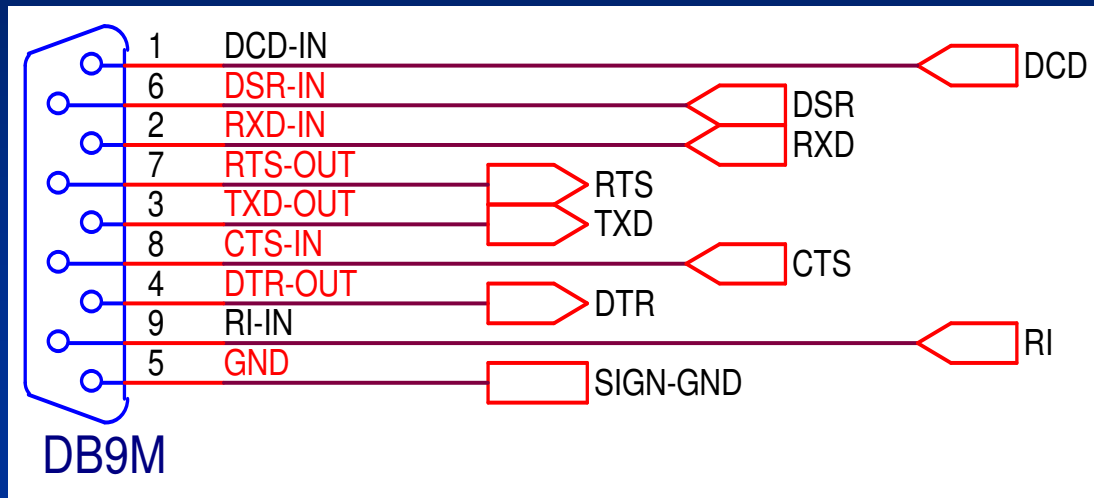 1 DCD-IN DCD
6 DSR-IN DSR
2 RXD-IN RXD
7 RTS-OUT RTS
3 TXD-OUT TXD
8 CTS-IN CTS
4 DTR-OUT DTR
9 RI-IN RI
5 GND SIGN-GND
DB9M